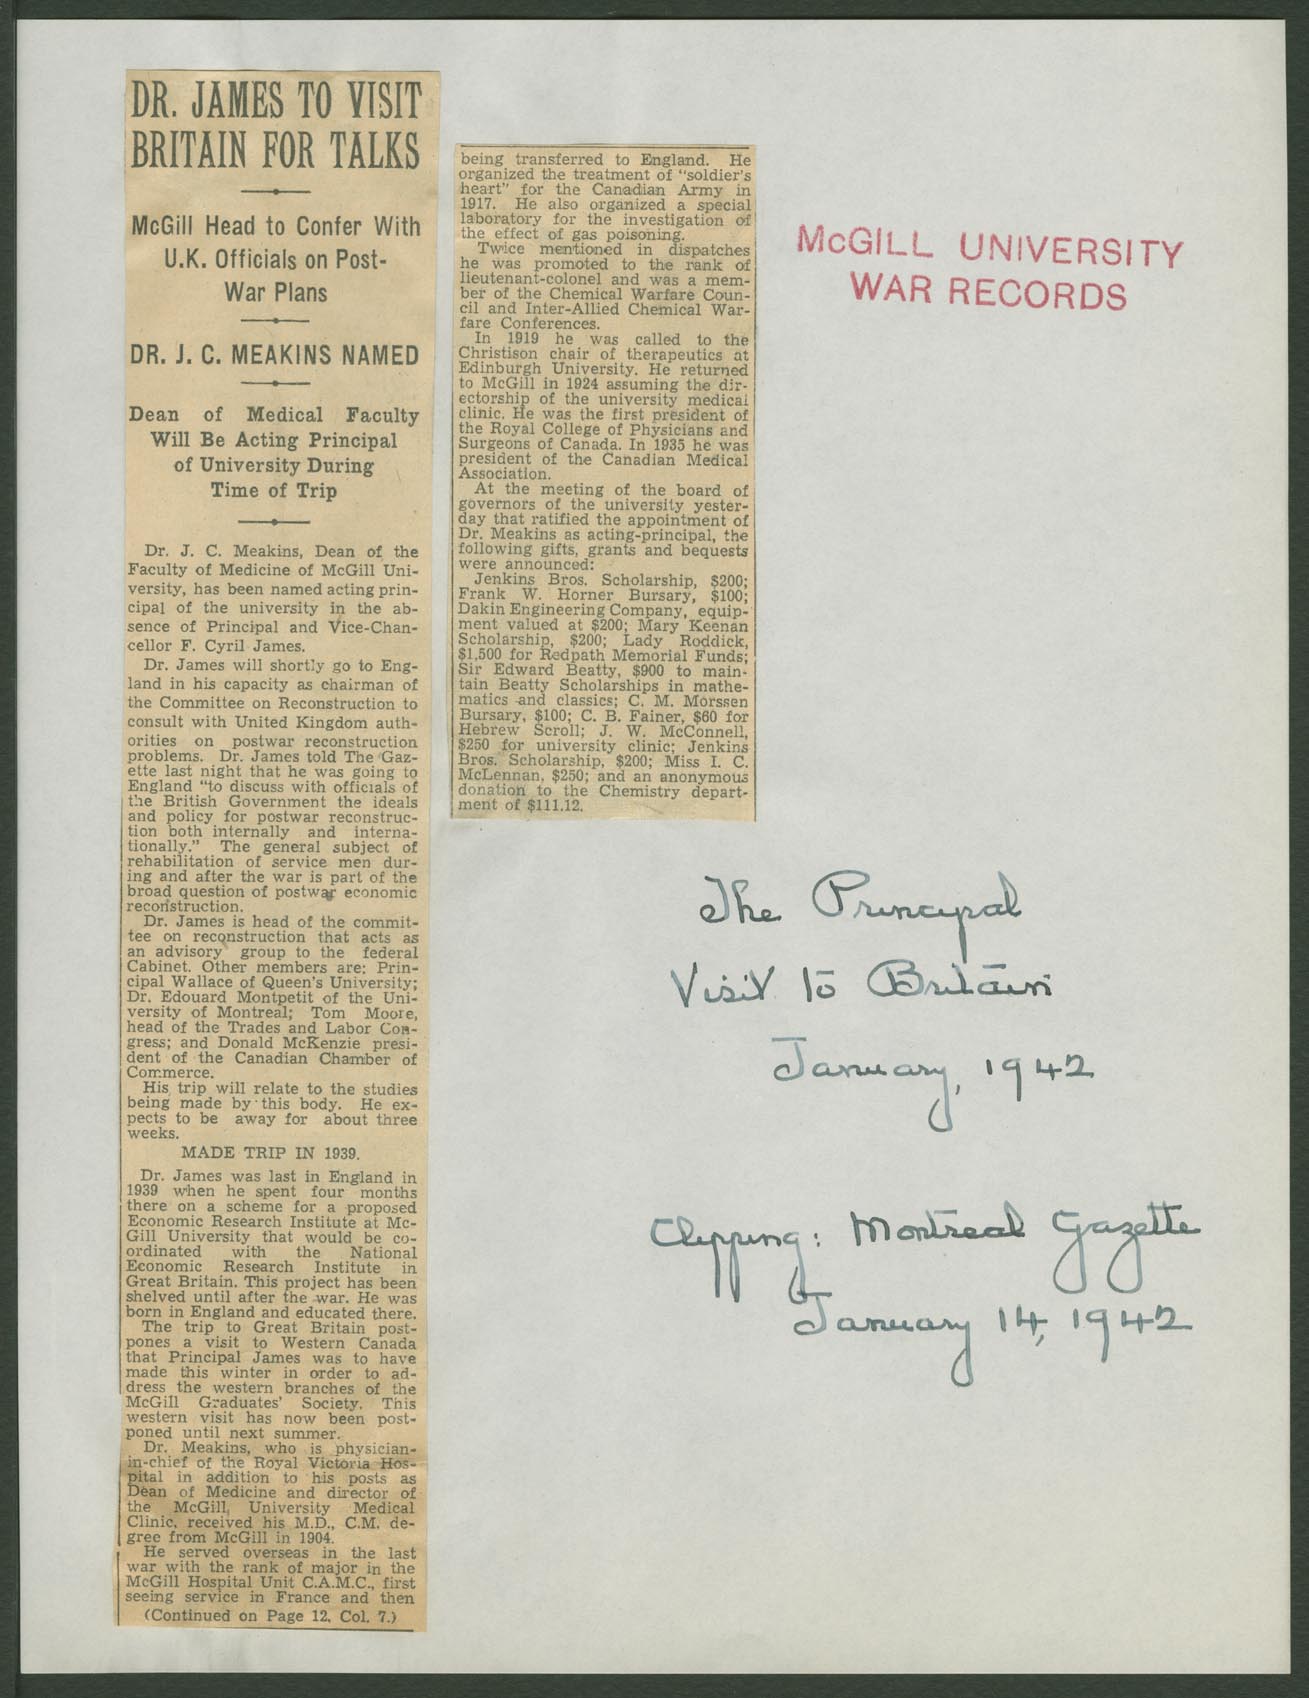 DR. JAMES TO VISIT
BRITAIN FOR TALKS
McGill Head to Confer With
U.K. Officials on Post-
War Plans
DR. J. C. MEAKINS NAMED
Dean of Medical Faculty
Will Be Acting Principal
of University During
Time of Trip
Dr. J. C. Meakins, Dean of the
Faculty of Medicine of McGill Uni-
versity, has been named acting prin-
cipal of the university in the ab-
sence of Principal and Vice-Chan-
cellor F. Cyril James.
Dr. James will shortly go to Eng-
land in his capacity as chairman of
the Committee on Reconstruction to
consult with United Kingdom auth-
orities on postwar reconstruction
problems. Dr. James told The Gaz-
ette last night that he was going to
England "to discuss with officials of
the British Government the ideals
and policy for postwar reconstruc-
tion both internally and interna-
tionally." The general subject of
rehabilitation of service men dur-
ing and after the war is part of the
broad question of postwar economic
reconstruction.
Dr. James is head of the commit-
tee on reconstruction that acts as
an advisory group to the federal
Cabinet. Other members are: Prin-
cipal Wallace of Queen's University;
Dr. Edouard Montpetit of the Uni-
versity of Montreal; Tom Moore,
head of the Trades and Labor Con-
gress; and Donald McKenzie presi-
dent of the Canadian Chamber of
Commerce.
His trip will relate to the studies
being made by this body. He ex-
pects to be away for about three
weeks.
MADE TRIP IN 1939.
Dr. James was last in England in
1939 when he spent four months
there on a scheme for a proposed
Economic Research Institute at Mc-
Gill University that would be co-
ordinated with the National
Economic Research Institute in
Great Britain. This project has been
shelved until after the war. He was
born in England and educated there.
The trip to Great Britain post-
pones a visit to Western Canada
that Principal James was to have
made this winter in order to ad-
dress the western branches of the
McGill Graduates' Society. This
western visit has now been post-
poned until next summer.
Dr. Meakins, who is physician-
in-chief of the Royal Victoria Hos-
pital in addition to his posts as
Dean of Medicine and director of
the McGill University Medical
Clinic, received his M.D., C.M. de-
gree from McGill in 1904.
He served overseas in the last
war with the rank of major in the
McGill Hospital Unit C.A.M.C., first
seeing service in France and then
(Continued on Page 12, Col. 7.)
being transferred to England. He
organized the treatment of "soldier's
heart" for the Canadian Army in
1917. He also organized a special
laboratory for the investigation of
the effect of gas poisoning.
Twice mentioned in dispatches
he was promoted to the rank of
lieutenant-colonel and was a mem-
ber of the Chemical Warfare Coun-
cil and Inter-Allied Chemical War-
fare Conferences.
In 1919 he was called to the
Christison chair of therapeutics at
Edinburgh University. He returned
to McGill in 1924 assuming the dir-
ectorship of the university medical
clinic. He was the first president of
the Royal College of Physicians and
Surgeons of Canada. In 1935 he was
president of the Canadian Medical
Association.
At the meeting of the board of
governors of the university yester-
day that ratified the appointment of
Dr. Meakins as acting-principal, the
following gifts, grants and bequests
were announced:
Jenkins Bros. Scholarship, $200;
Frank W. Horner Bursary, $100;
Dakin Engineering Company, equip-
ment valued at $200; Mary Keenan
Scholarship, $200; Lady Roddick,
$1,500 for Redpath Memorial Funds;
Sir Edward Beatty, $900 to main-
tain Beatty Scholarships in mathe-
matics and classics; C. M. Morssen
Bursary, $100; C. B. Fainer, $60 for
Hebrew Scroll; J. W. McConnell,
$250 for university clinic; Jenkins
Bros. Scholarship, $200; Miss I. C.
McLennan, $250; and an anonymous
donation to the Chemistry depart-
ment of $111.12.
McGILL UNIVERSITY
WAR RECORDS
The Principal
Visit to Britain
January, 1942
Clipping: Montreal Gazette
January 14, 1942